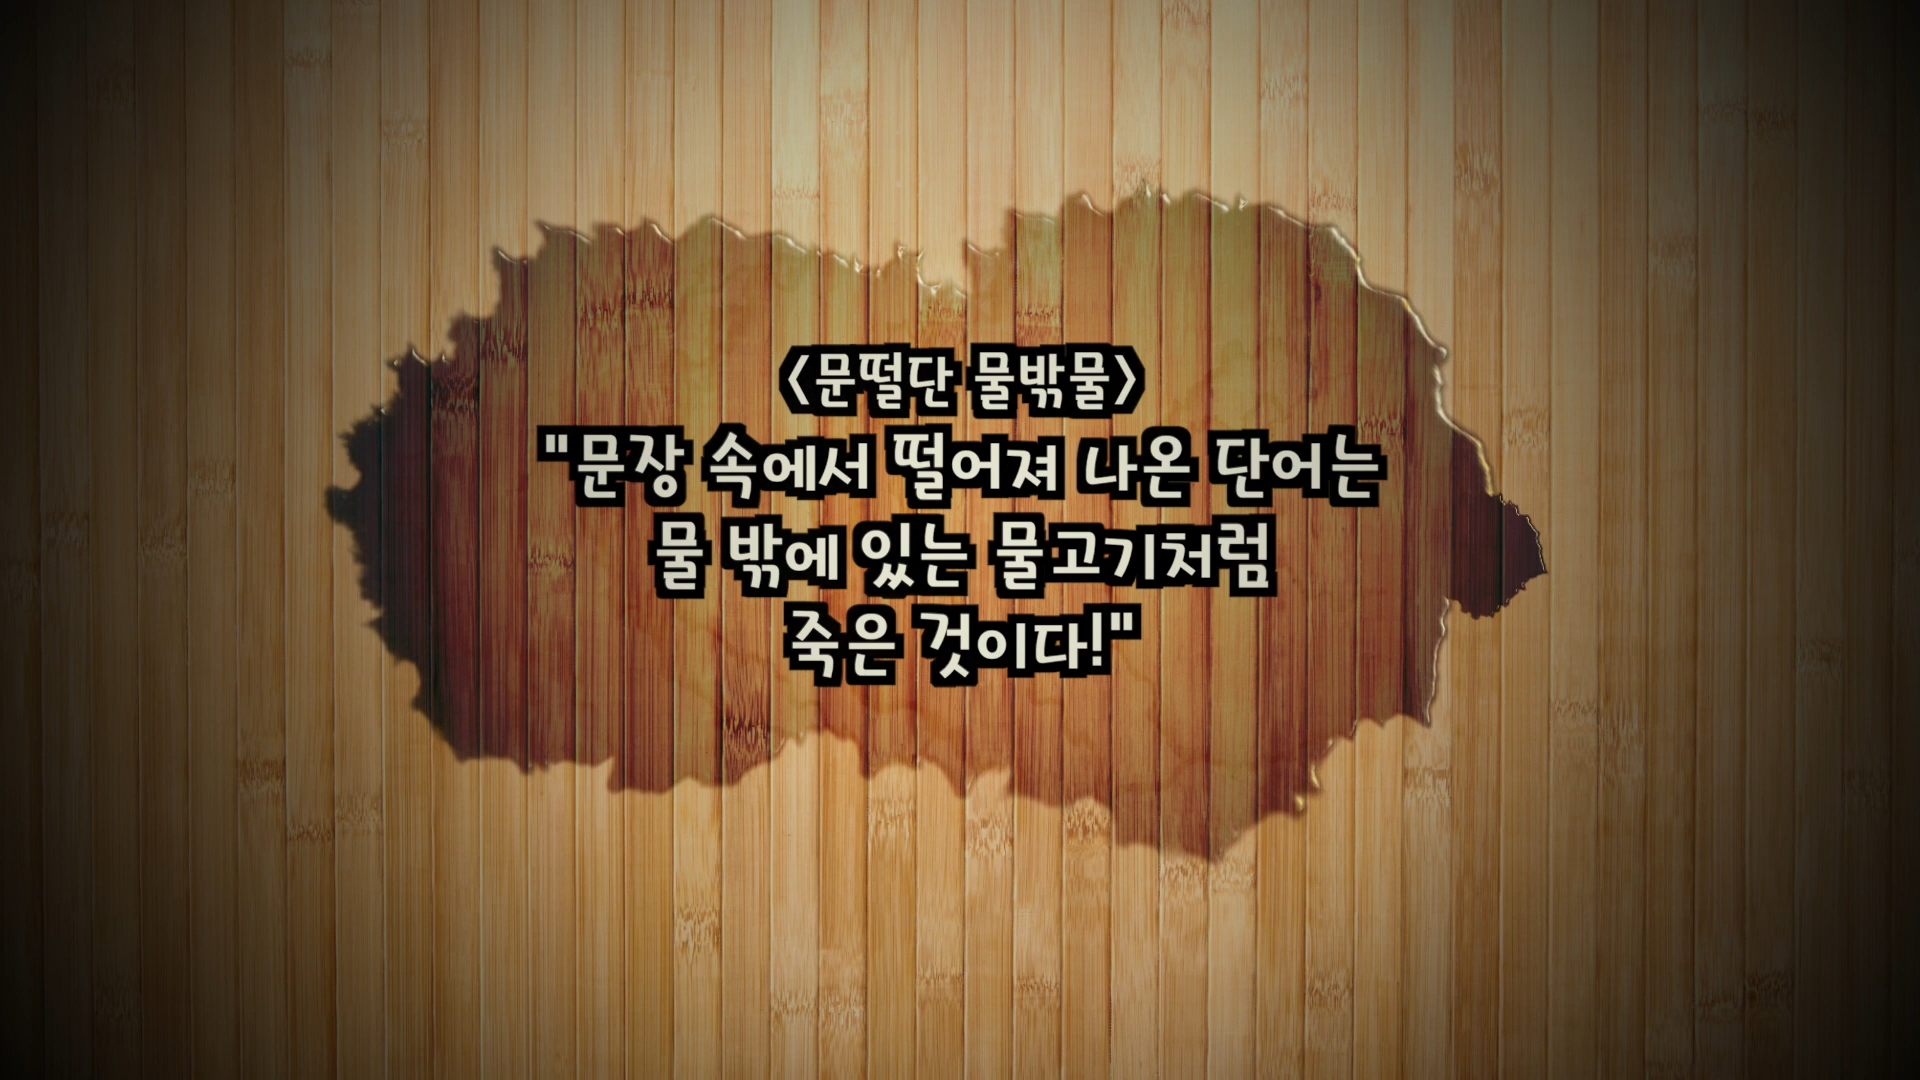 <문떨단 물밖물>
"문장 속에서 떨어져 나온 단어는
물 밖에 있는 물고기처럼
죽은 것이다!"